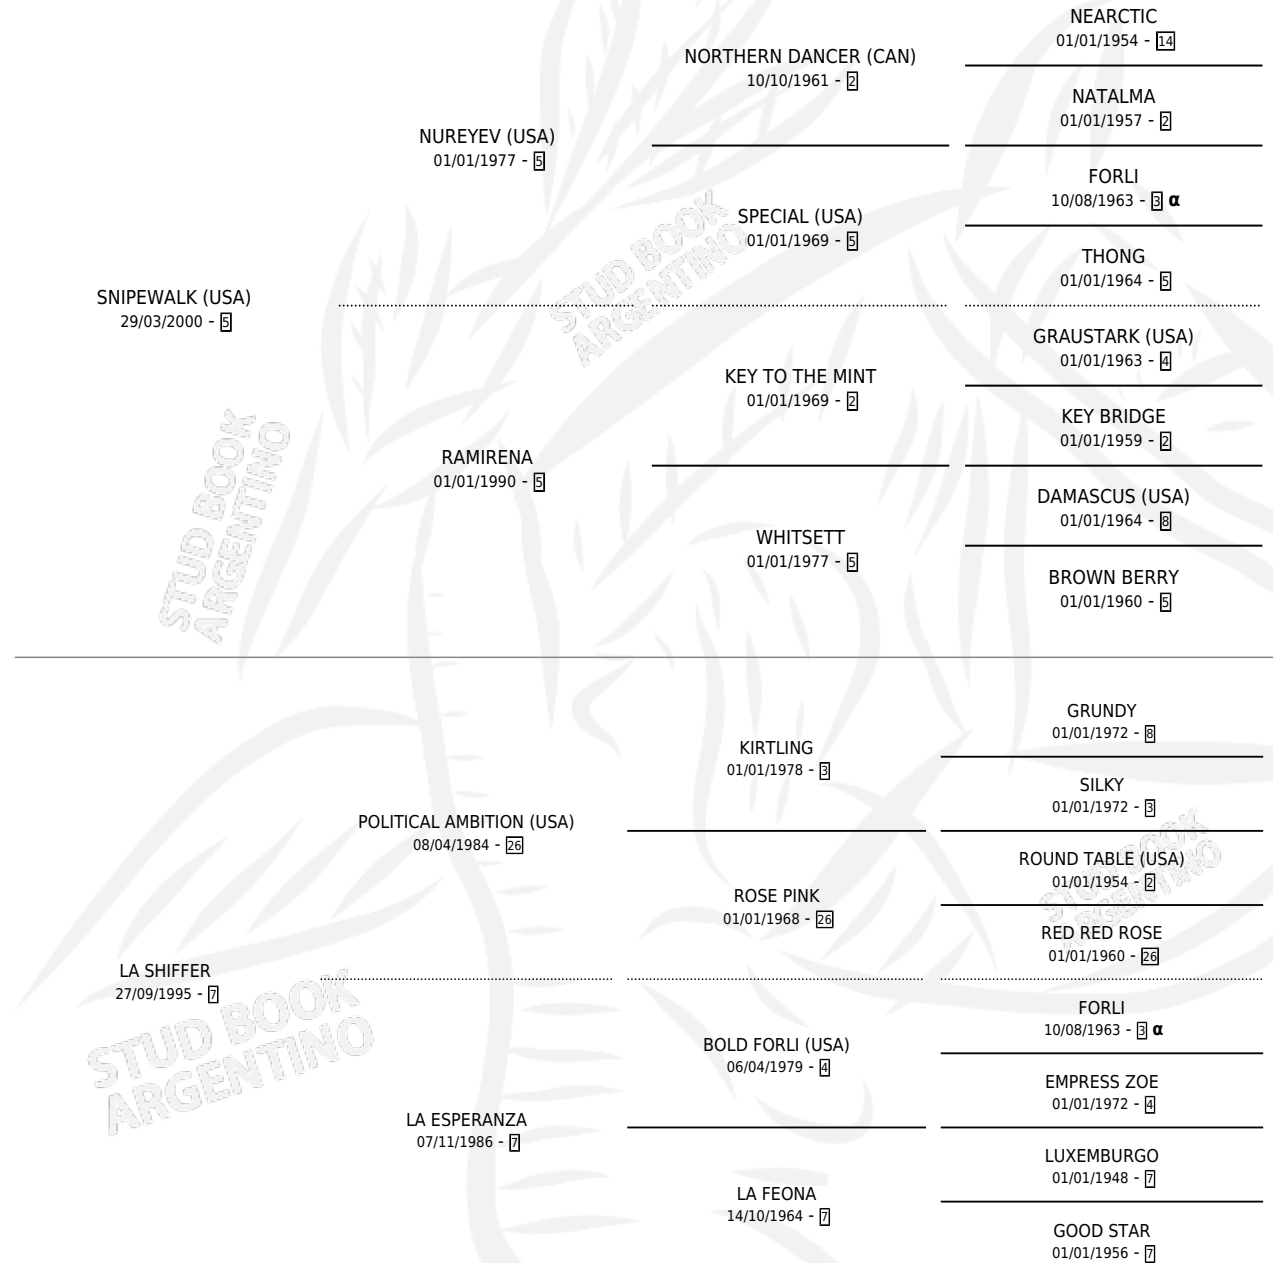 NEARCTIC
01/01/1954 - 14
NORTHERN DANCER (CAN)
10/10/1961 - 2
NATALMA
01/01/1957 - 2
NUREYEV (USA)
01/01/1977 - 5
FORLI
10/08/1963 - 3 α
SPECIAL (USA)
01/01/1969 - 5
THONG
01/01/1964 - 5
SNIPEWALK (USA)
29/03/2000 - 5
GRAUSTARK (USA)
01/01/1963 - 4
KEY TO THE MINT
01/01/1969 - 2
KEY BRIDGE
01/01/1959 - 2
RAMIRENA
01/01/1990 - 5
DAMASCUS (USA)
01/01/1964 - 8
WHITSETT
01/01/1977 - 5
BROWN BERRY
01/01/1960 - 5
STUD BOOK
ARGENTINO
STUD BOOK
ARGENTINO
GRUNDY
01/01/1972 - 8
KIRTLING
01/01/1978 - 3
SILKY
01/01/1972 - 3
POLITICAL AMBITION (USA)
08/04/1984 - 26
ROUND TABLE (USA)
01/01/1954 - 2
ROSE PINK
01/01/1968 - 26
RED RED ROSE
01/01/1960 - 26
STUD BOOK
ARGENTINO
LA SHIFFER
27/09/1995 - 7
FORLI
10/08/1963 - 3 α
BOLD FORLI (USA)
06/04/1979 - 4
EMPRESS ZOE
01/01/1972 - 4
LA ESPERANZA
07/11/1986 - 7
LUXEMBURGO
01/01/1948 - 7
LA FEONA
14/10/1964 - 7
GOOD STAR
01/01/1956 - 7
STUD BOOK
ARGENTINO